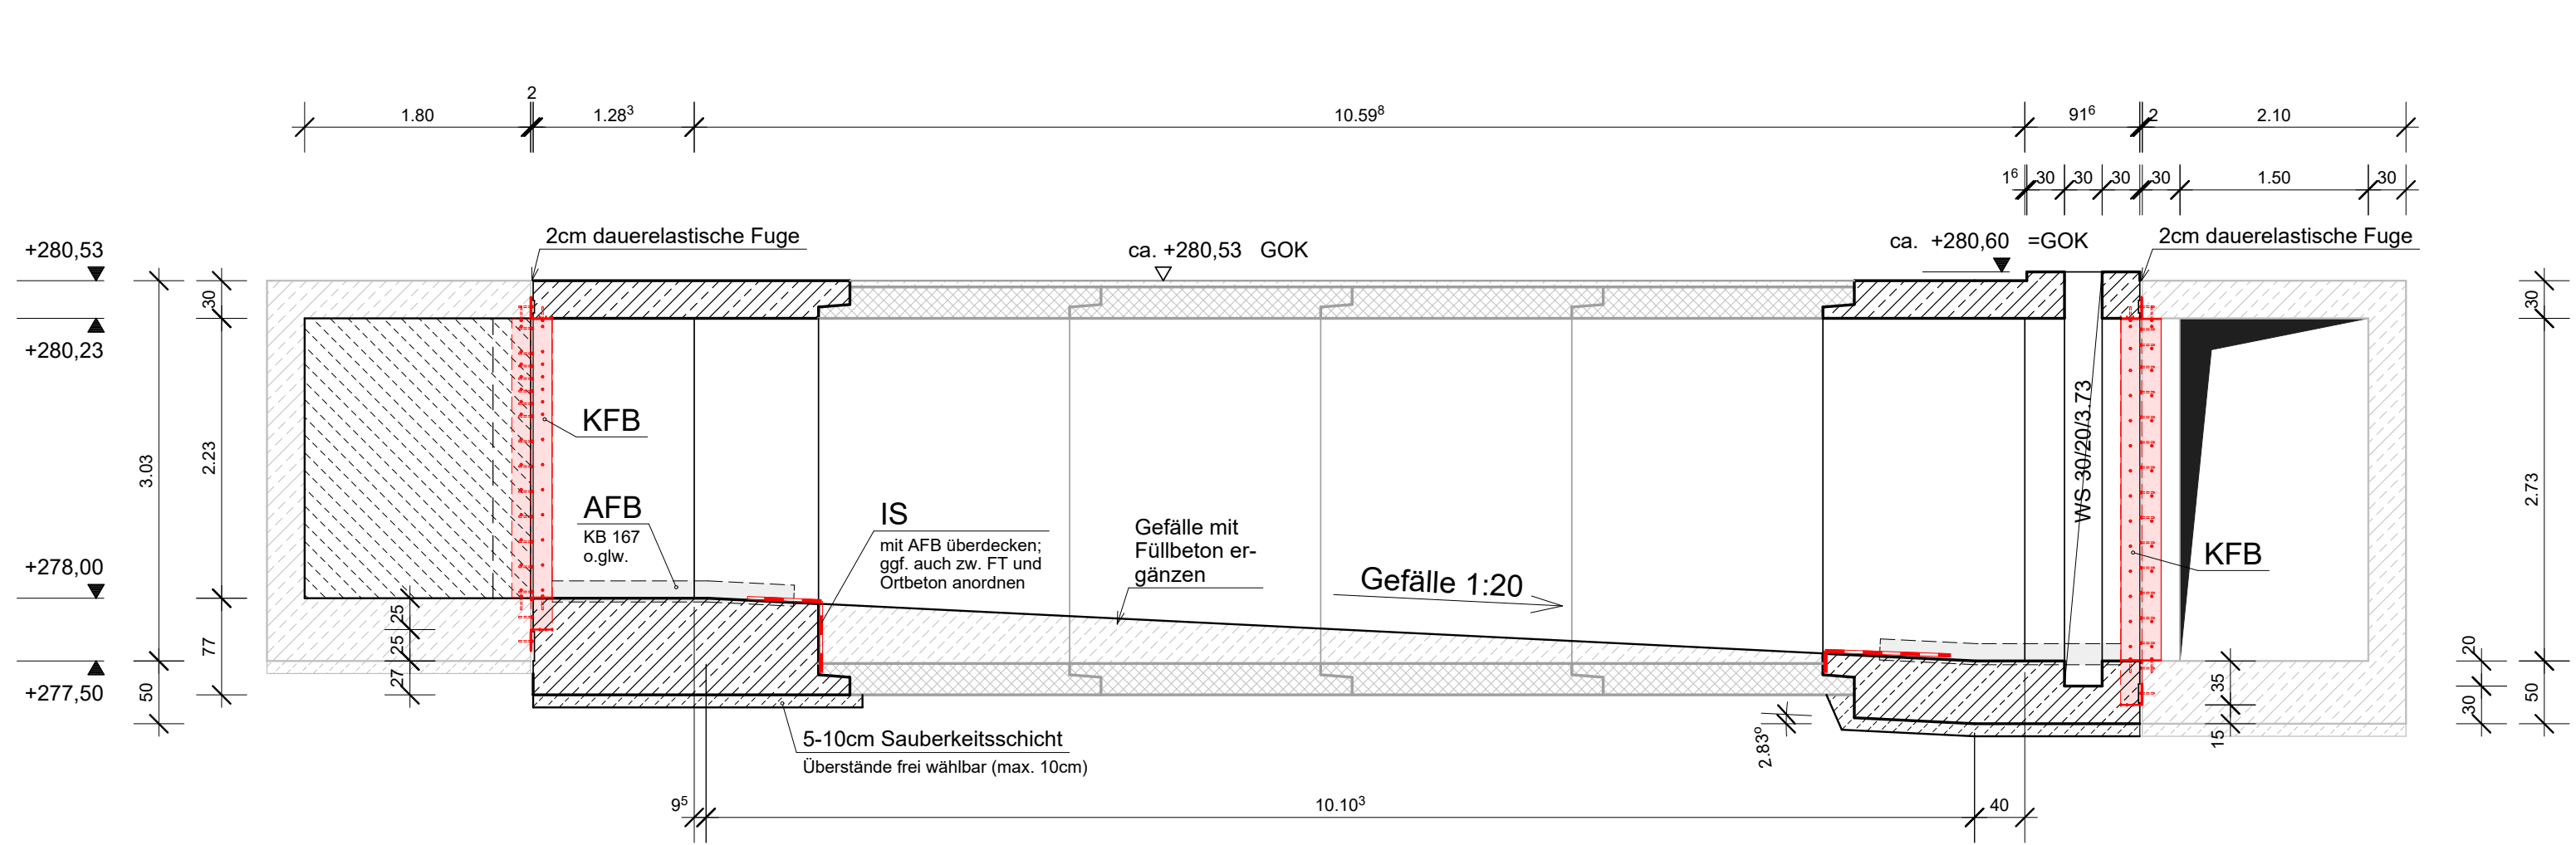 2
1.80
1.28³
10.59⁸
91⁶
2
2.10
1⁶
30
30
30
30
1.50
30
+280,53
2cm dauerelastische Fuge
ca. +280,53 GOK
ca. +280,60 =GOK
2cm dauerelastische Fuge
30
30
+280,23
KFB
WS 30/20/3.73
3.03
2.23
2.73
AFB
KB 167
o.glw.
IS
mit AFB überdecken;
ggf. auch zw. FT und
Ortbeton anordnen
Gefälle mit
Füllbeton er-
gänzen
Gefälle 1:20
KFB
+278,00
25
25
27
77
50
+277,50
20
30
35
15
50
5-10cm Sauberkeitsschicht
Überstände frei wählbar (max. 10cm)
2.83°
9⁵
10.10³
40